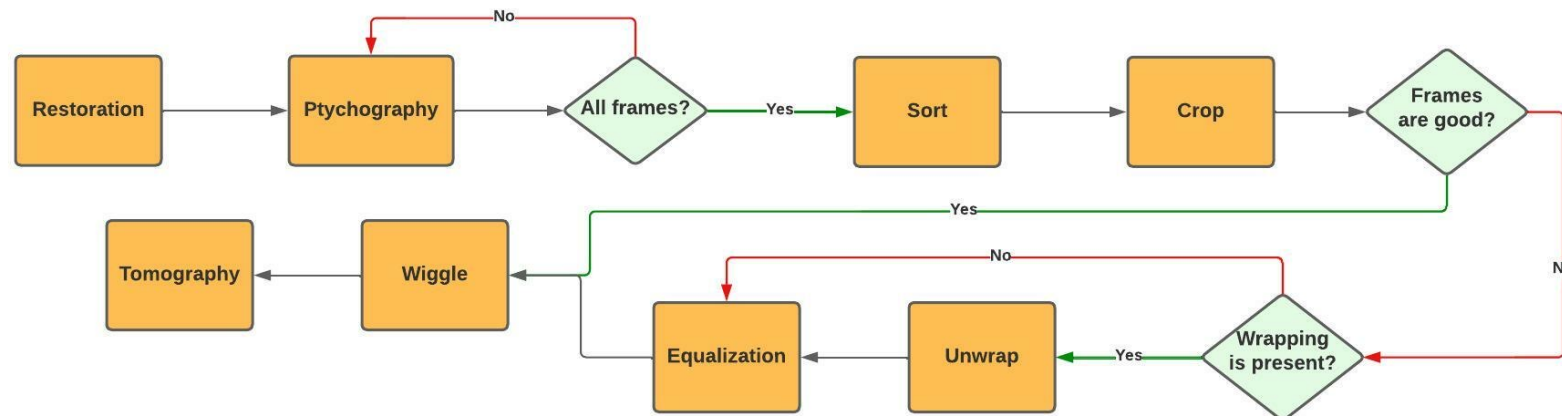 No
Restoration
Ptychography
All frames?
Yes
Sort
Crop
Frames
are good?
Yes
Tomography
Wiggle
No
N
Equalization
Unwrap
Yes
Wrapping
is present?